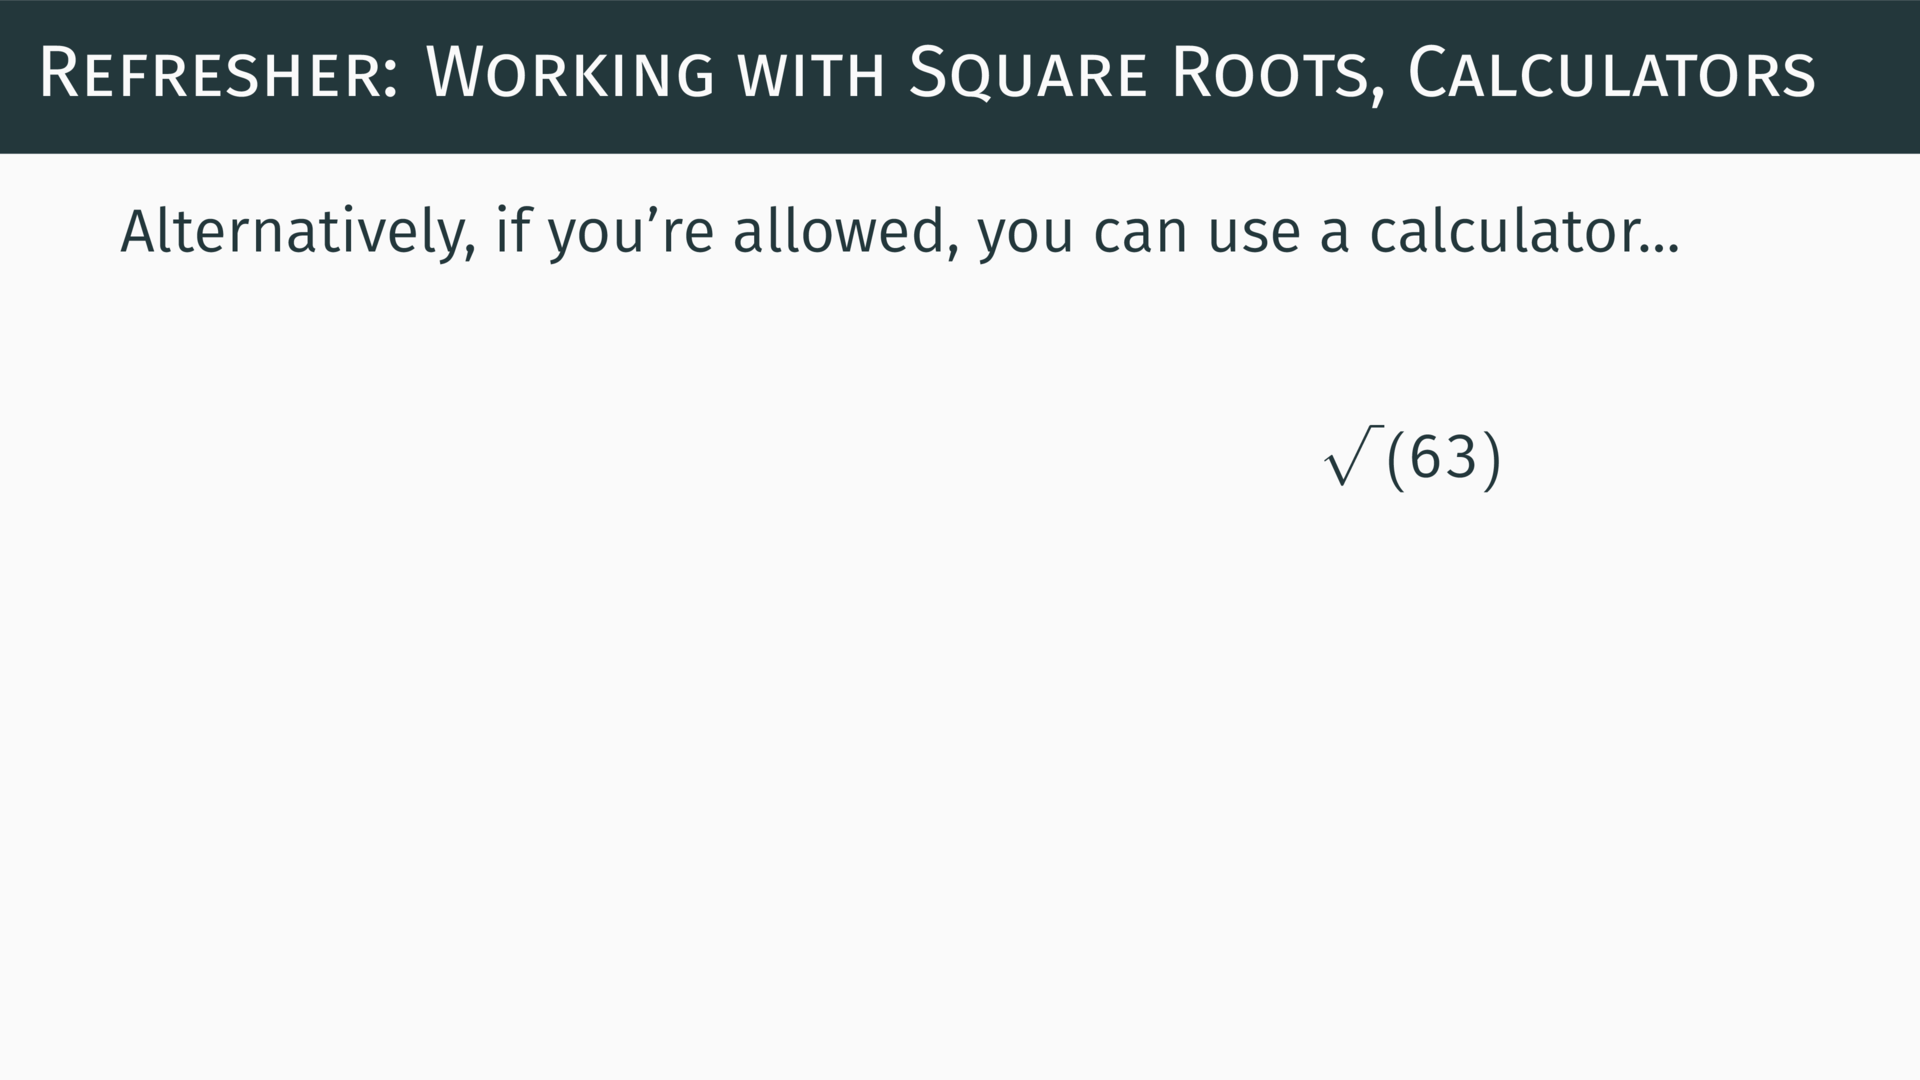 Refresher: Working with Square Roots, Calculators
Alternatively, if you’re allowed, you can use a calculator...
√(63)